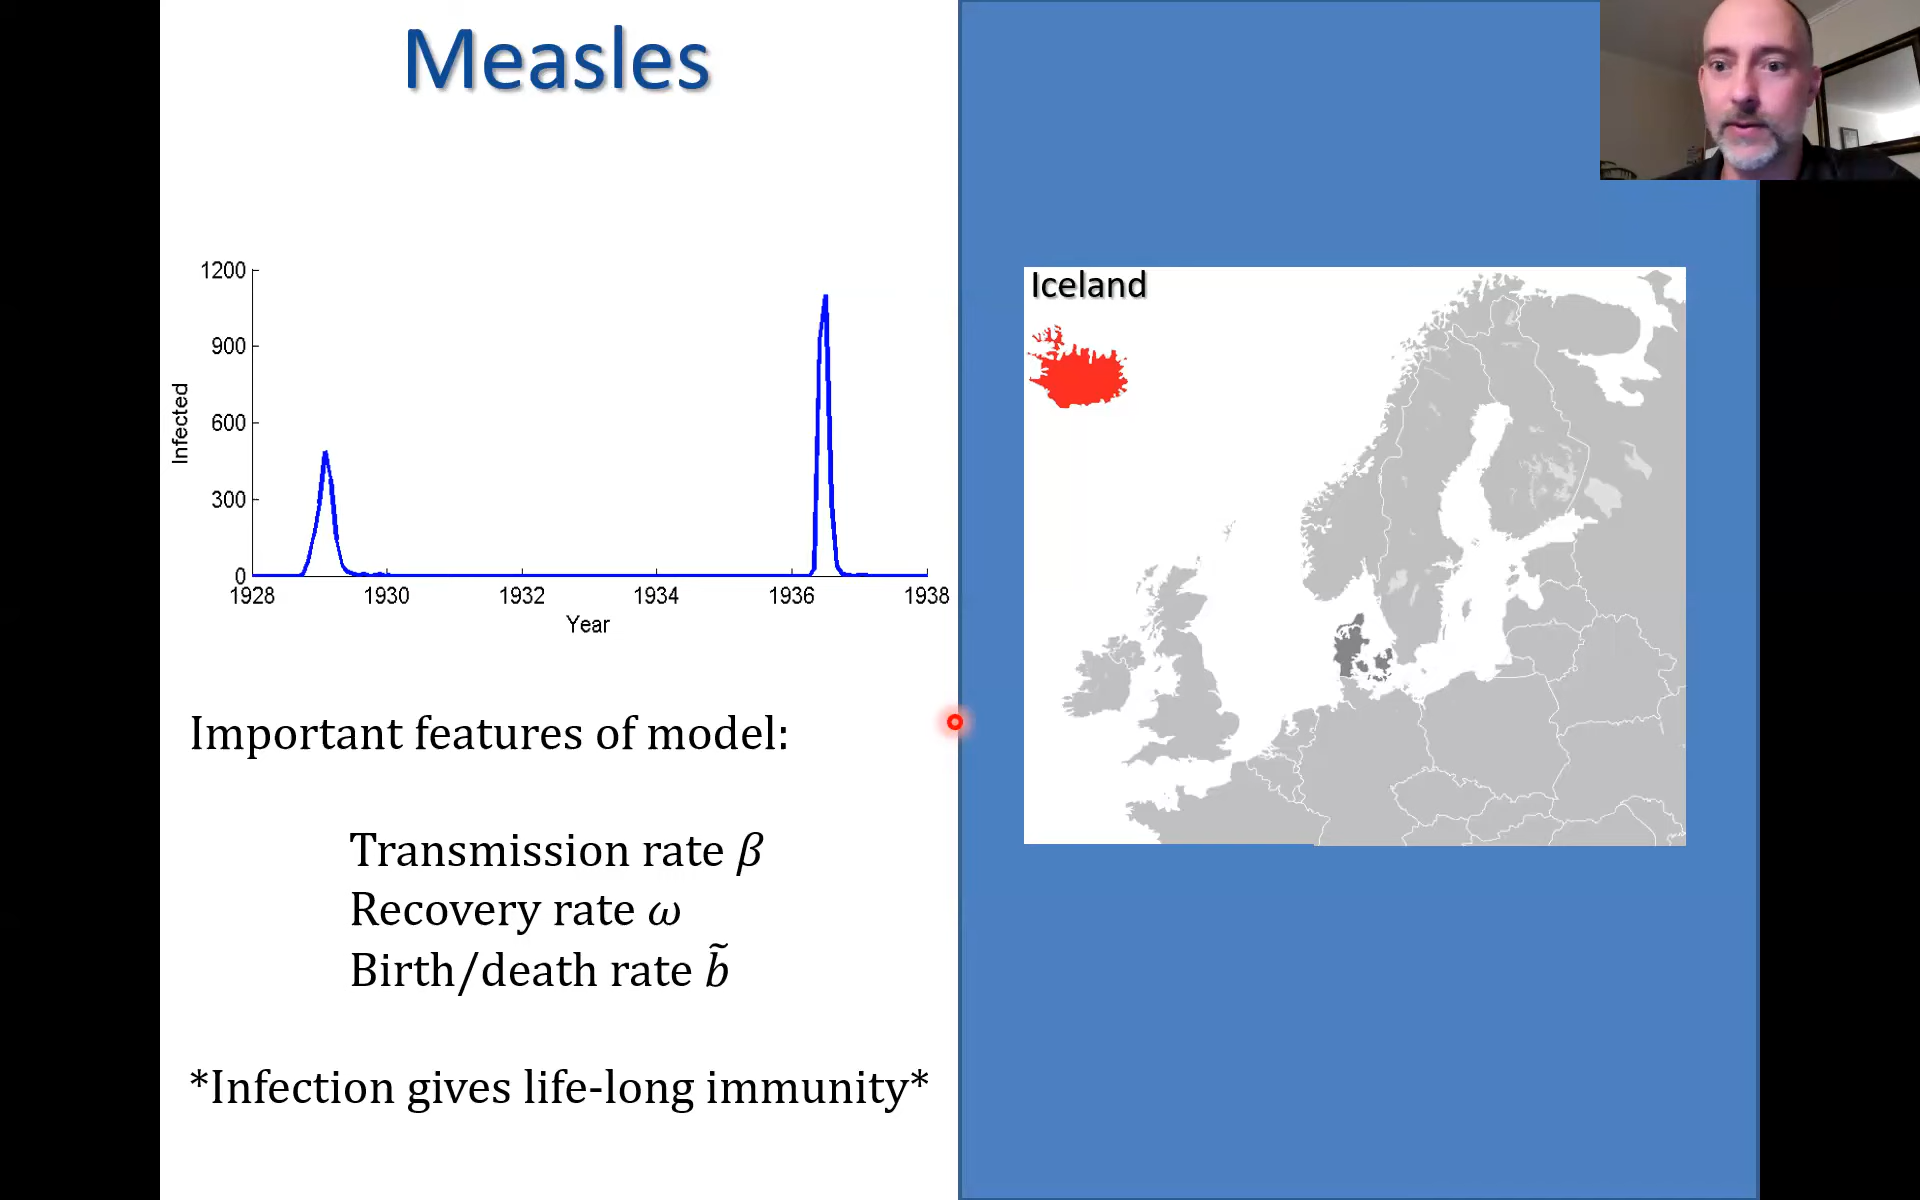 Measles
1200
900
600
300
0
Infected
1928 1930 1932 1934 1936 1938
Year
Important features of model:
Transmission rate β
Recovery rate ω
Birth/death rate b̃
*Infection gives life-long immunity*
Iceland